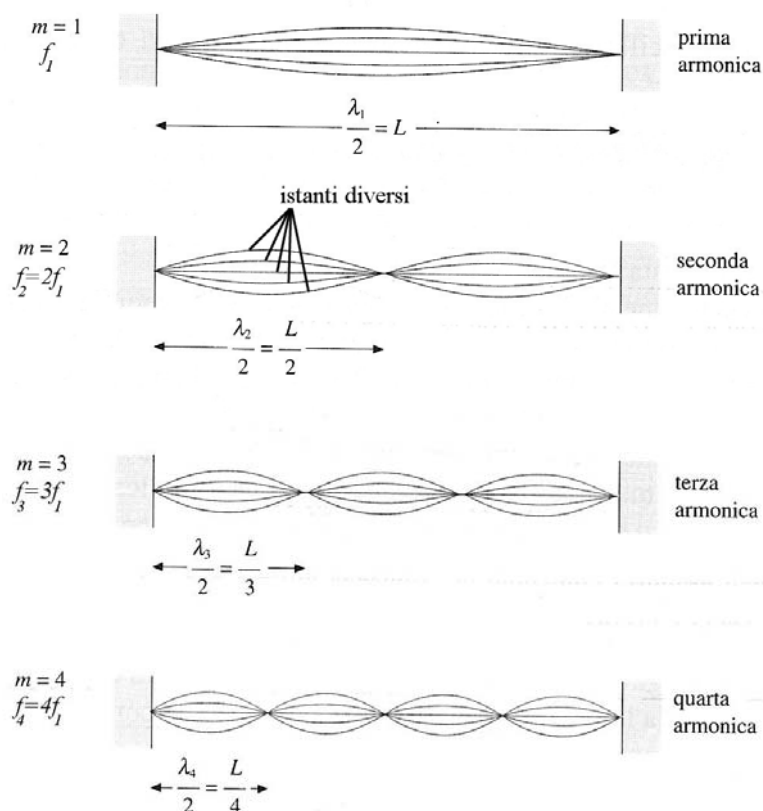 m = 1
f₁
prima
armonica
λ₁/2 = L
istanti diversi
m = 2
f₂=2f₁
seconda
armonica
λ₂/2 = L/2
m = 3
f₃=3f₁
terza
armonica
λ₃/2 = L/3
m = 4
f₄=4f₁
quarta
armonica
λ₄/2 = L/4